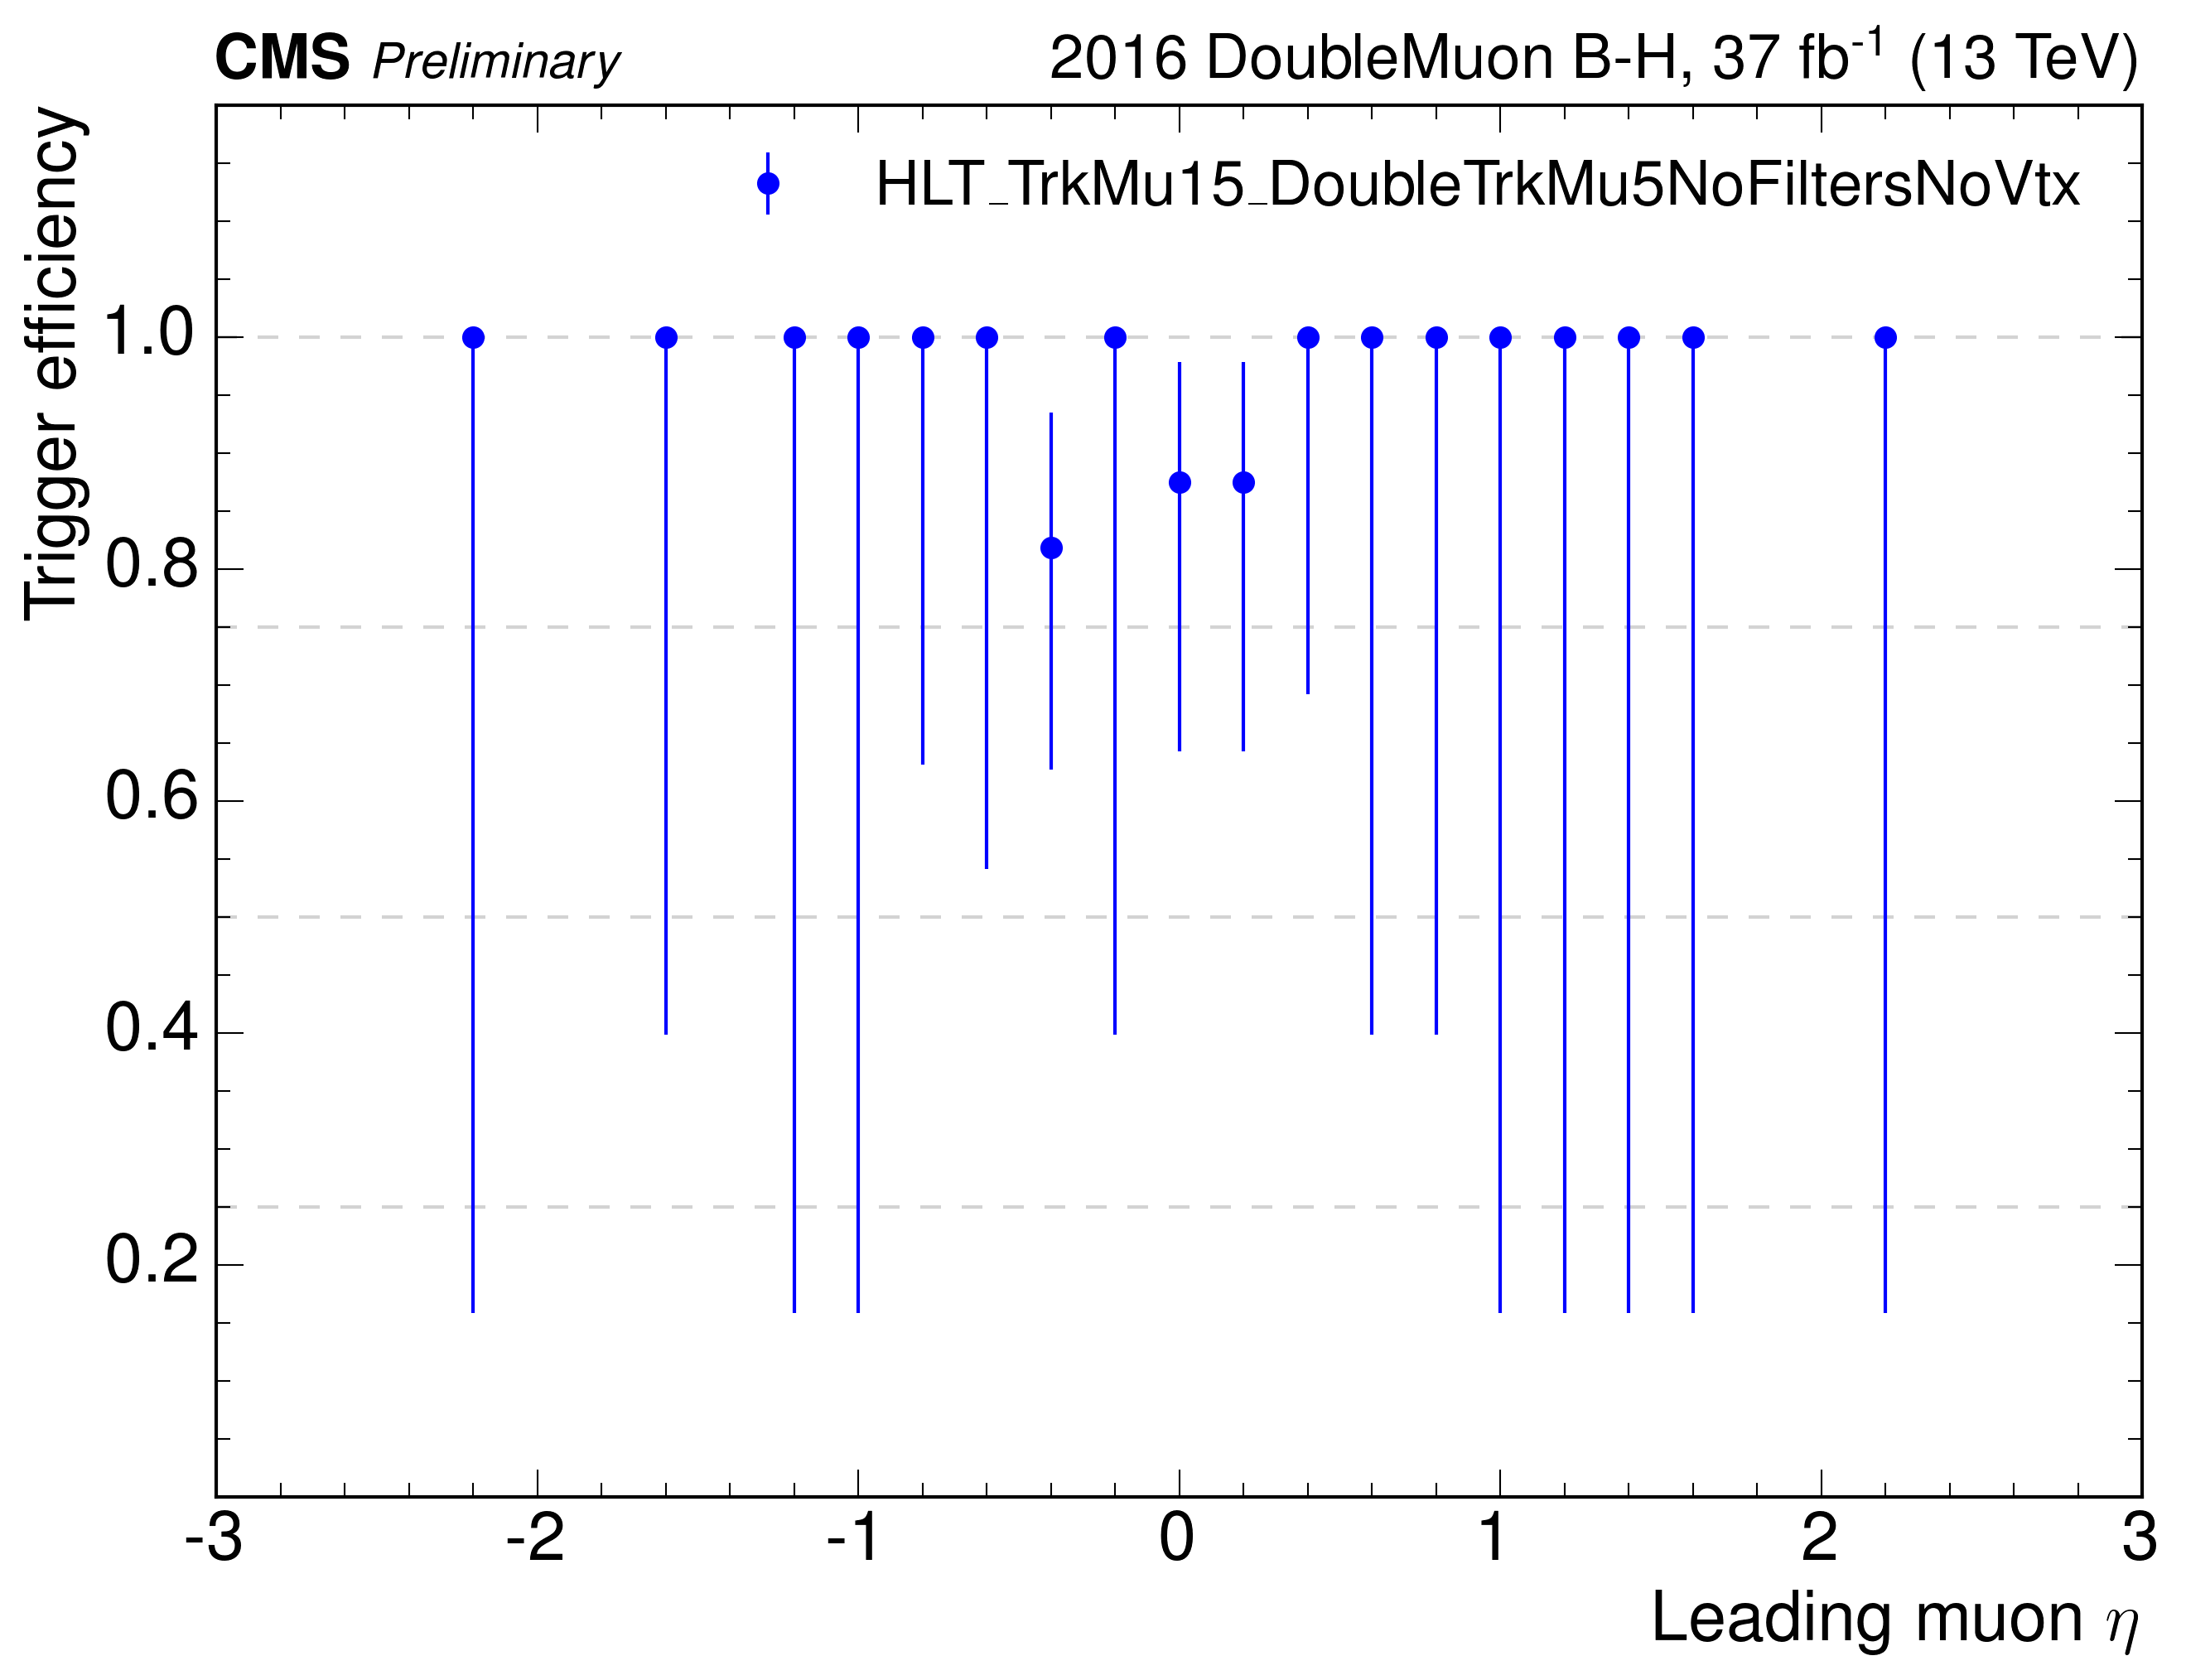 CMS Preliminary
2016 DoubleMuon B-H, 37 fb⁻¹ (13 TeV)
Trigger efficiency
HLT_TrkMu15_DoubleTrkMu5NoFiltersNoVtx
1.0
0.8
0.6
0.4
0.2
-3 -2 -1 0 1 2 3
Leading muon η